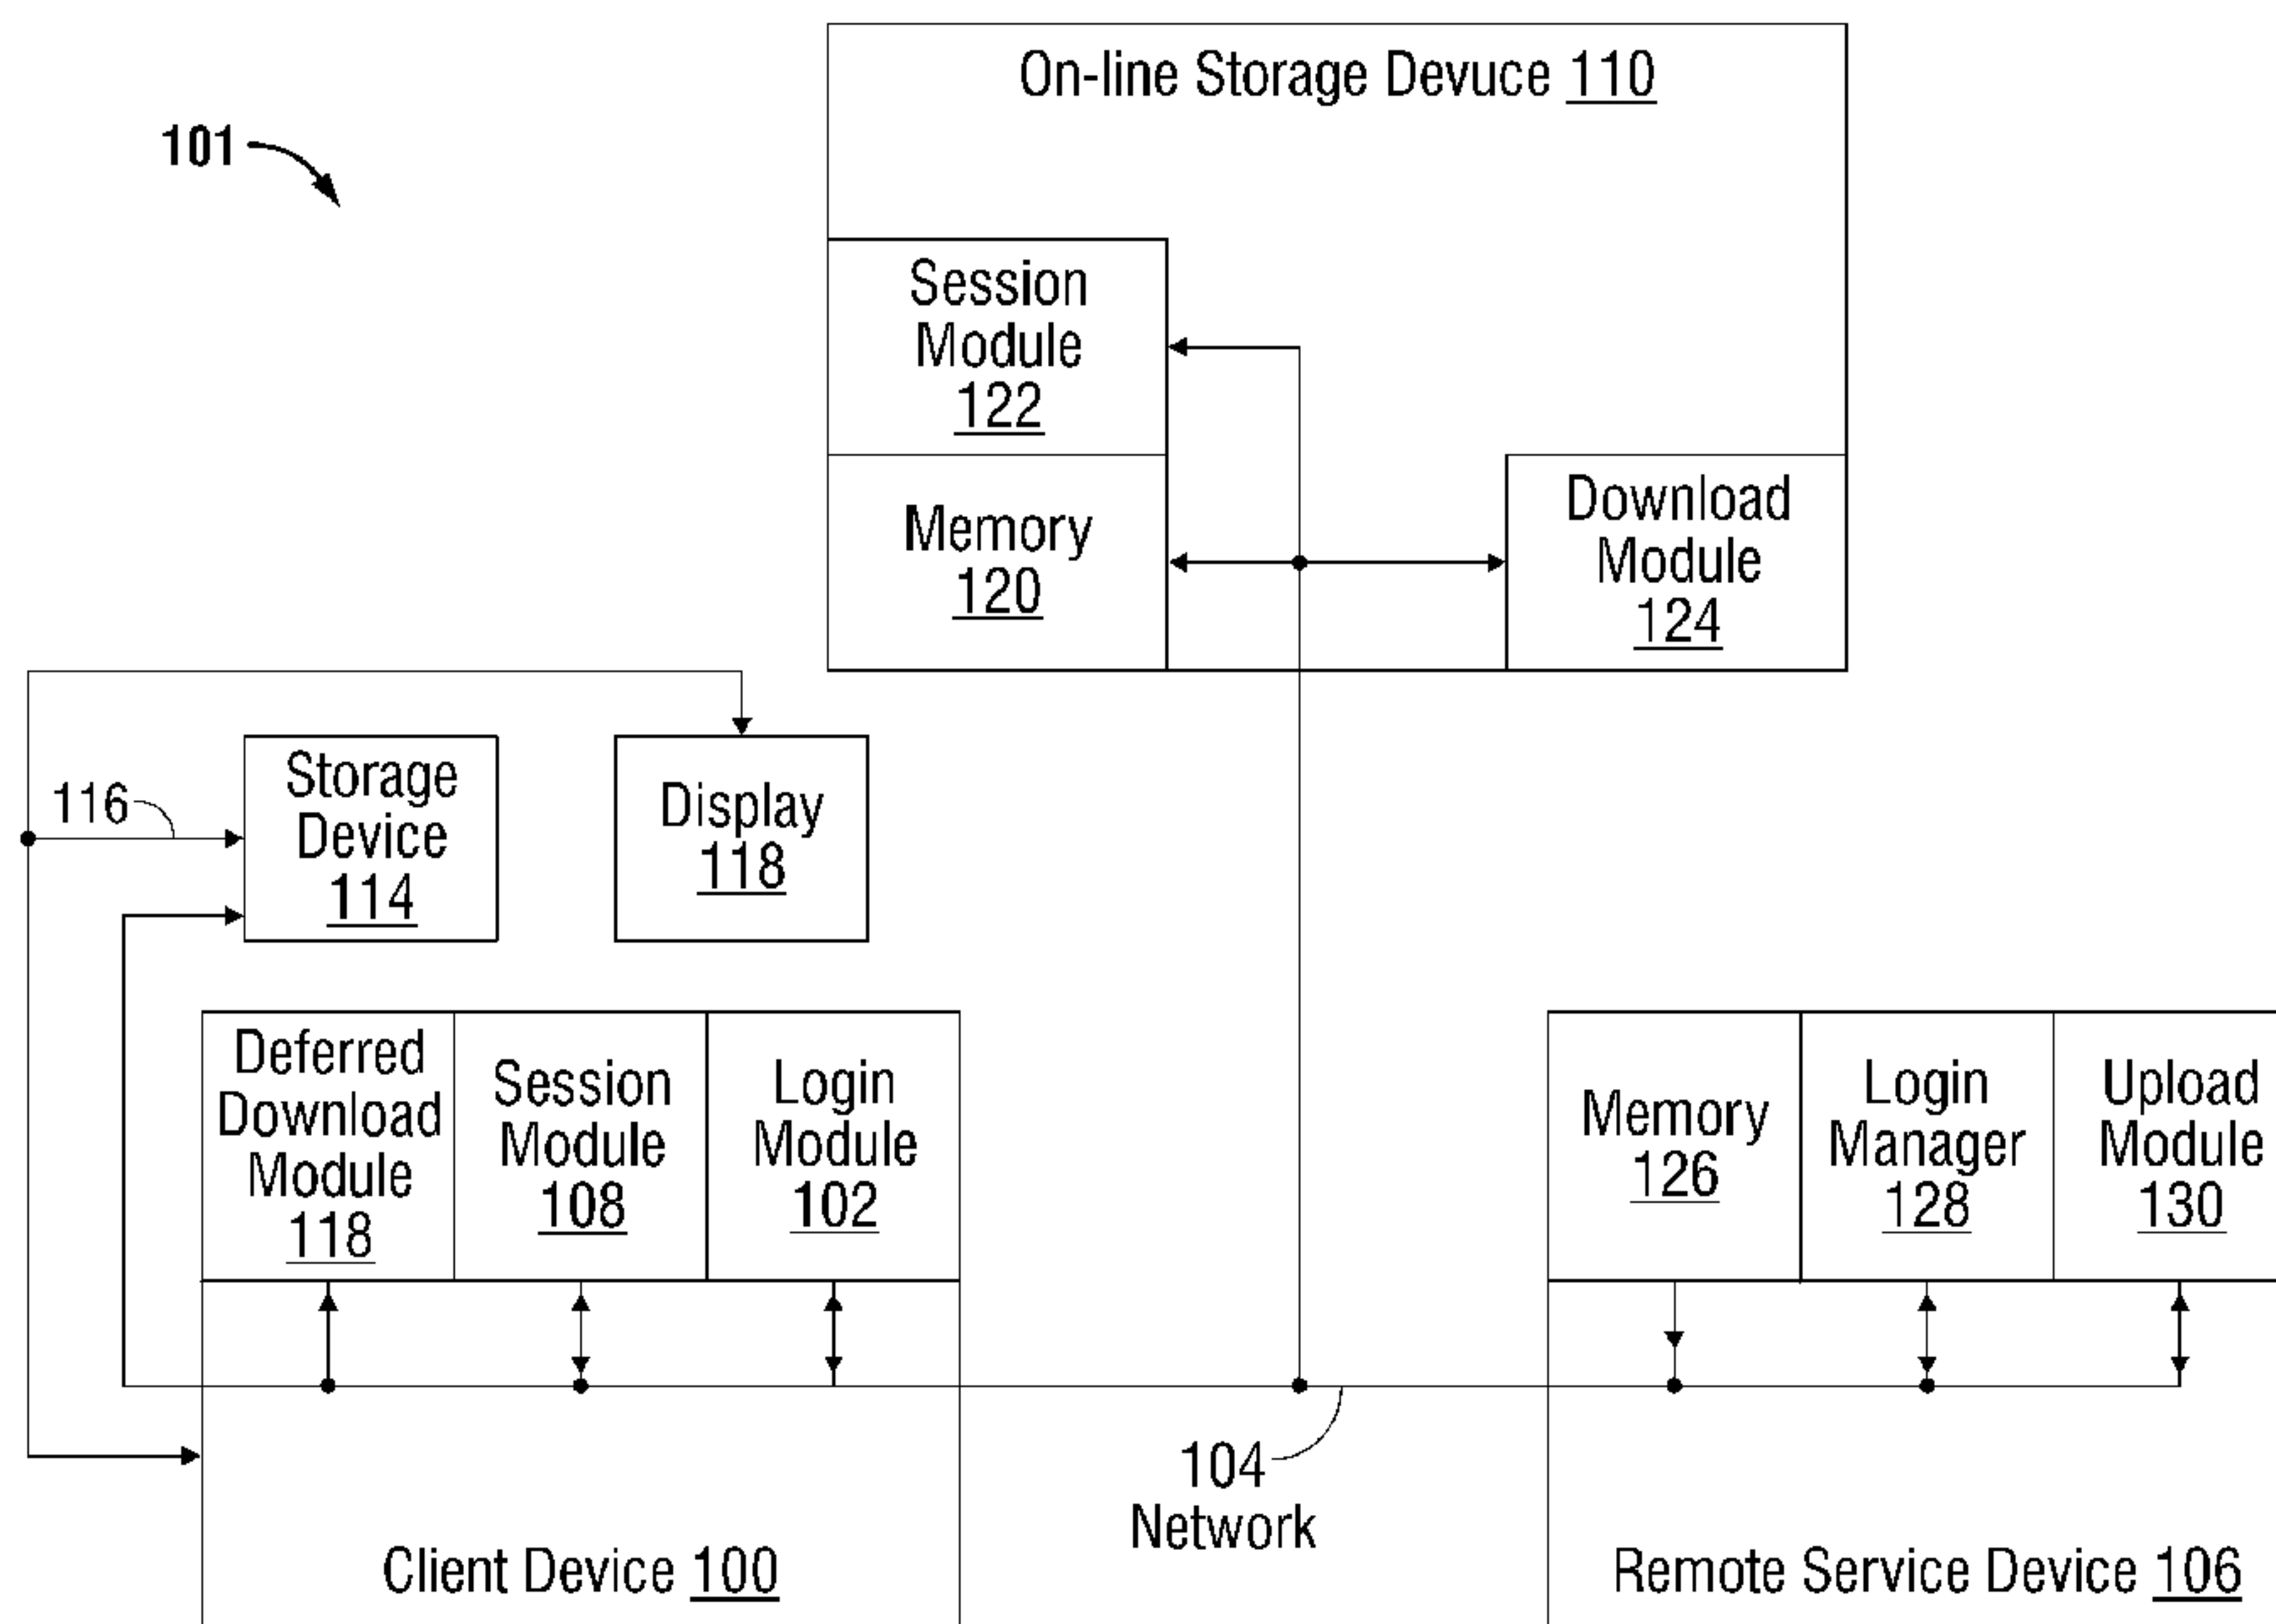 On-line Storage Devuce 110
101
Session
Module
122
Memory
120
Download
Module
124
116
Storage
Device
114
Display
118
Deferred
Download
Module
118
Session
Module
108
Login
Module
102
Memory
126
Login
Manager
128
Upload
Module
130
104
Network
Client Device 100
Remote Service Device 106